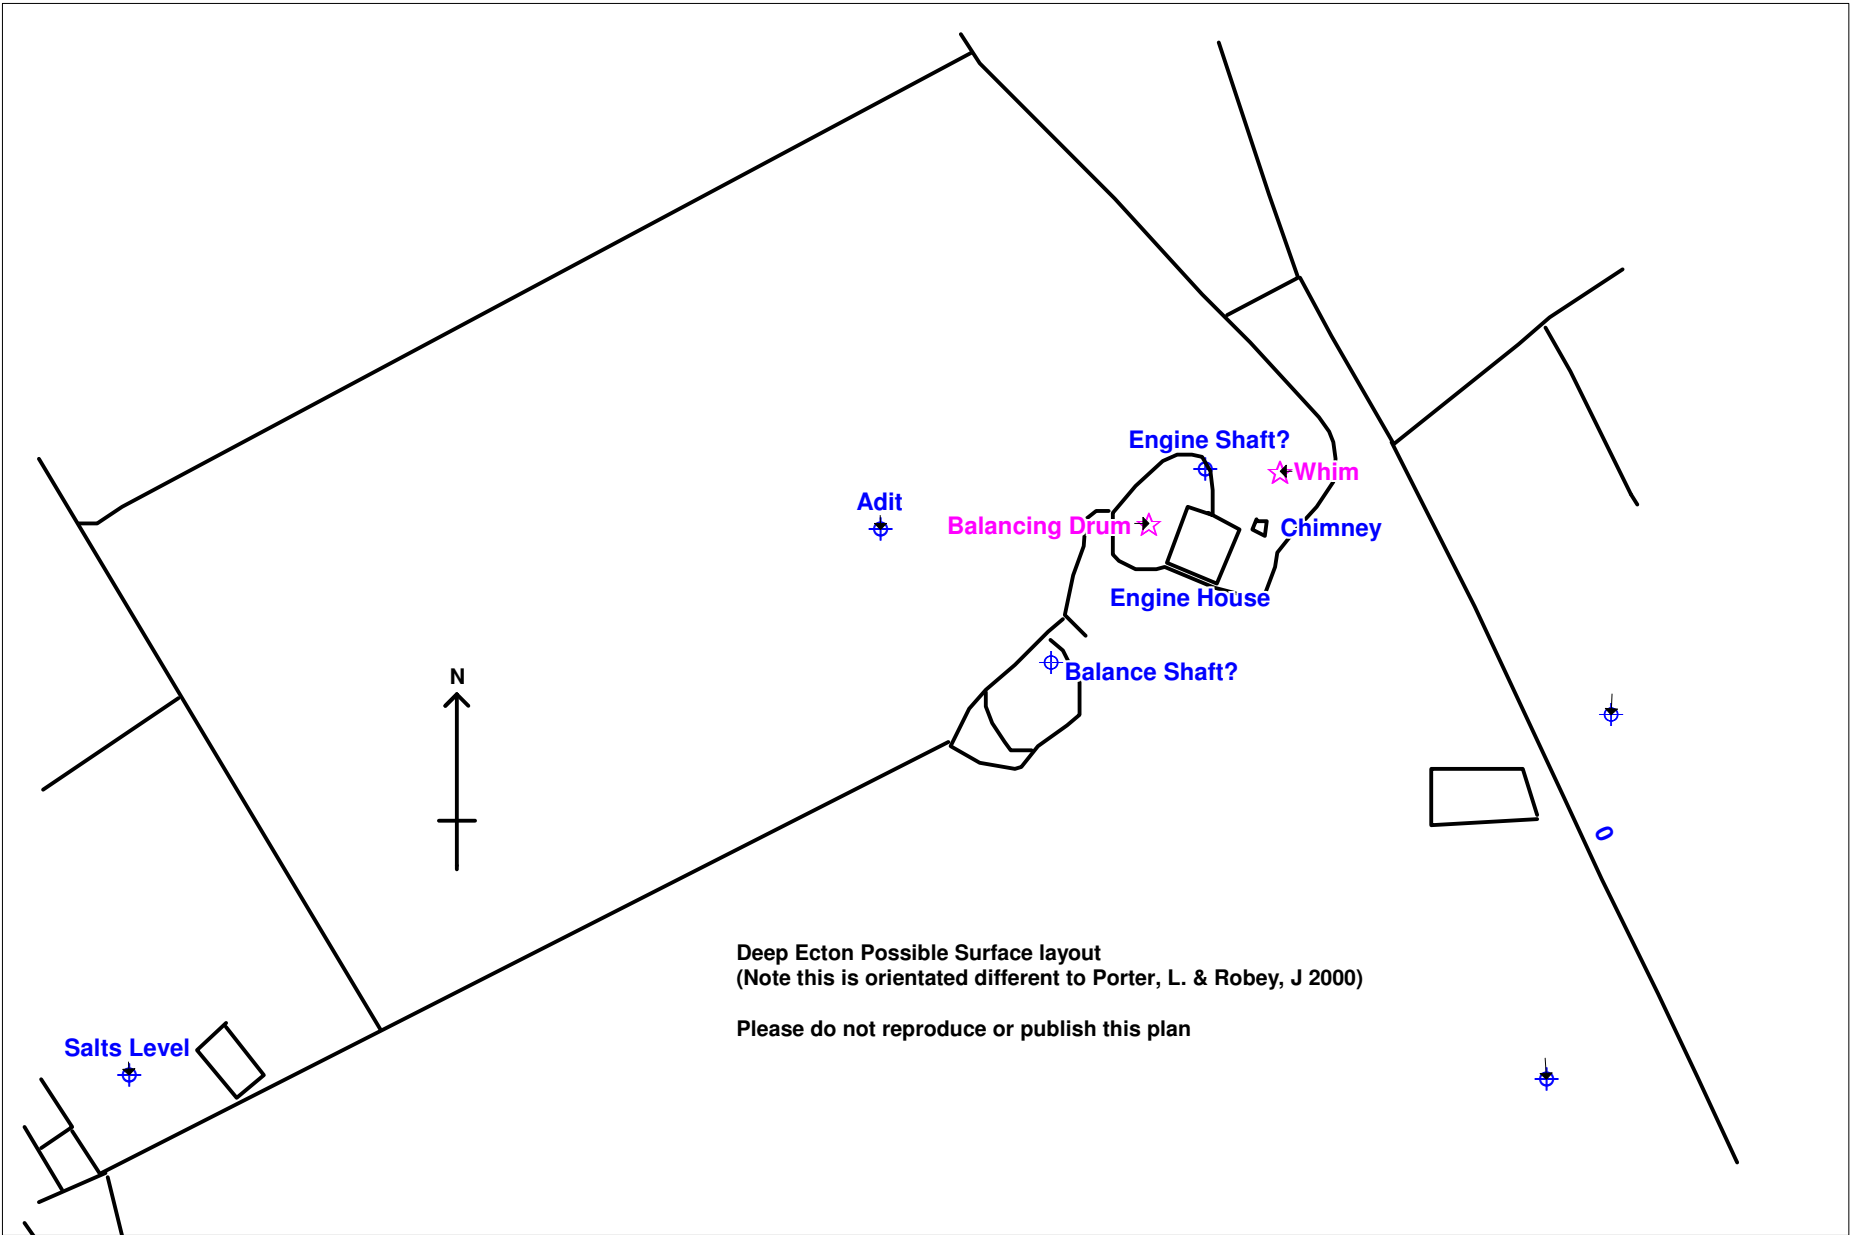 Engine Shaft?
Whim
Adit
Balancing Drum
Chimney
Engine House
N
Balance Shaft?
0
Deep Ecton Possible Surface layout
(Note this is orientated different to Porter, L. & Robey, J 2000)
Please do not reproduce or publish this plan
Salts Level